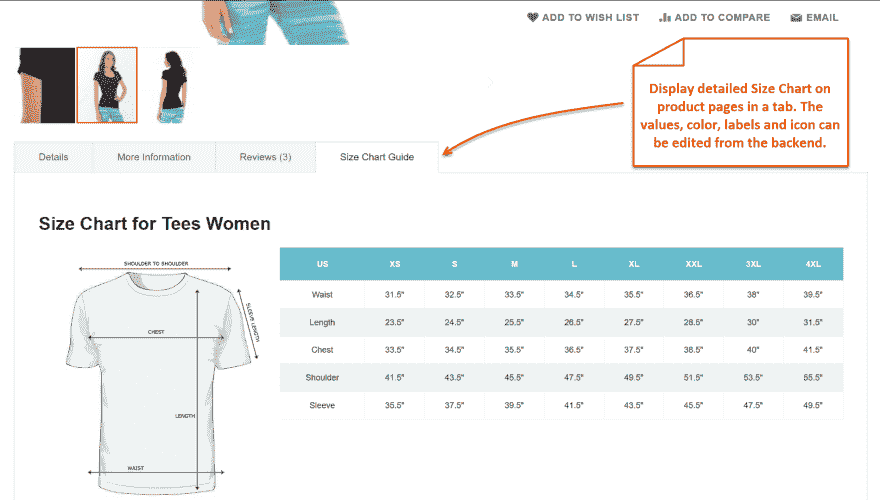 ADD TO WISH LIST ADD TO COMPARE EMAIL
Display detailed Size Chart on
product pages in a tab. The
values, color, labels and icon can
be edited from the backend.
Details More Information Reviews (3) Size Chart Guide
Size Chart for Tees Women
SHOULDER TO SHOULDER
SLEEVE LENGTH
CHEST
LENGTH
WAIST
US XS S M L XL XXL 3XL 4XL
Waist 31.5" 32.5" 33.5" 34.5" 35.5" 36.5" 38" 39.5"
Length 23.5" 24.5" 25.5" 26.5" 27.5" 28.5" 30" 31.5"
Chest 33.5" 34.5" 35.5" 36.5" 37.5" 38.5" 40" 41.5"
Shoulder 41.5" 43.5" 45.5" 47.5" 49.5" 51.5" 53.5" 55.5"
Sleeve 35.5" 37.5" 39.5" 41.5" 43.5" 45.5" 47.5" 49.5"